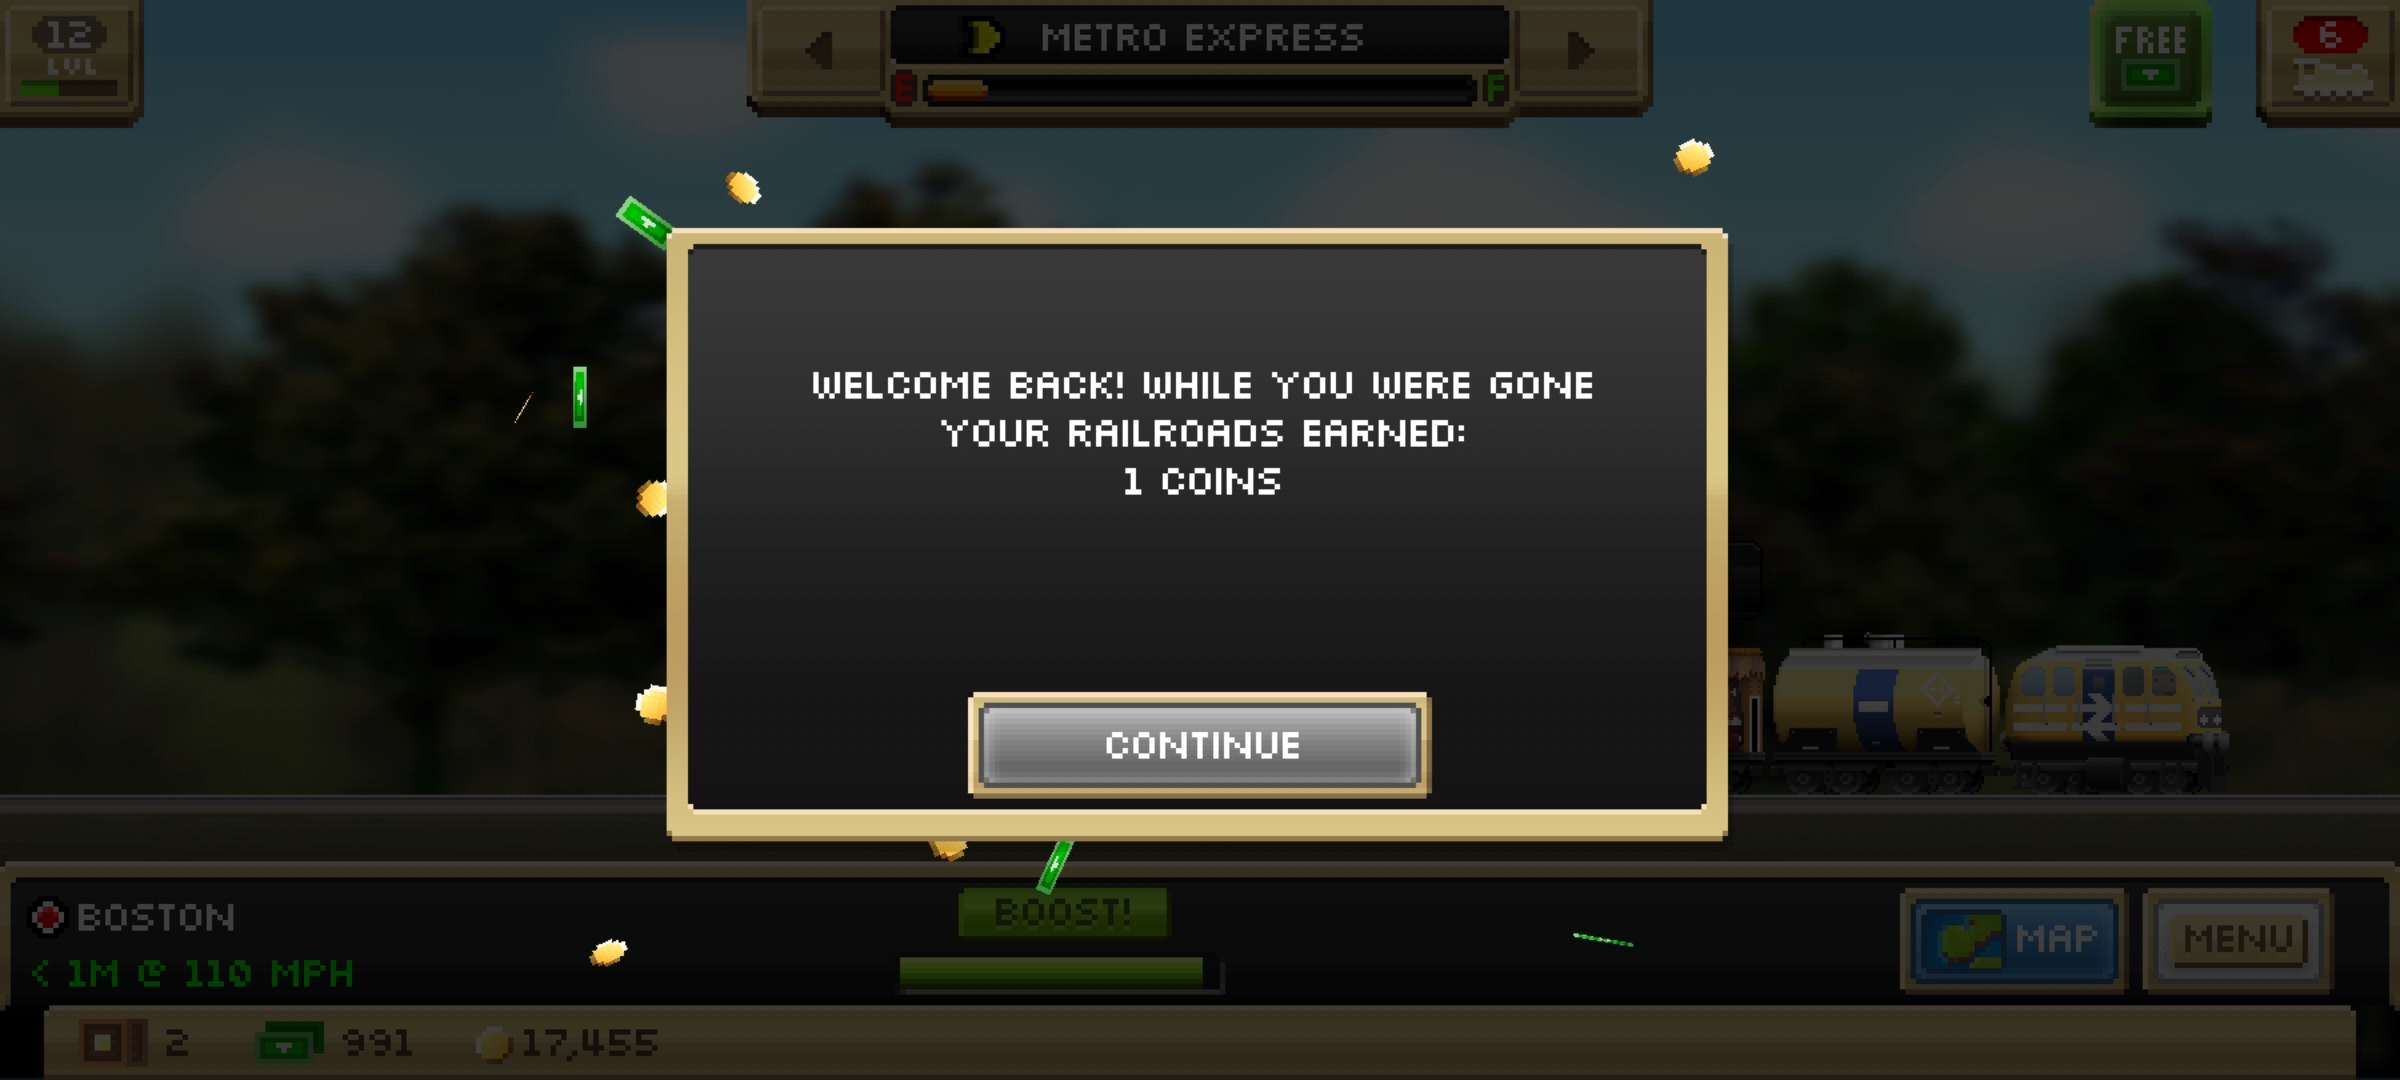 12
LVL
METRO EXPRESS
E F
FREE
6
WELCOME BACK! WHILE YOU WERE GONE
YOUR RAILROADS EARNED:
1 COINS
CONTINUE
BOSTON
< 1M @ 110 MPH
BOOST!
MAP
MENU
2 991 17,455